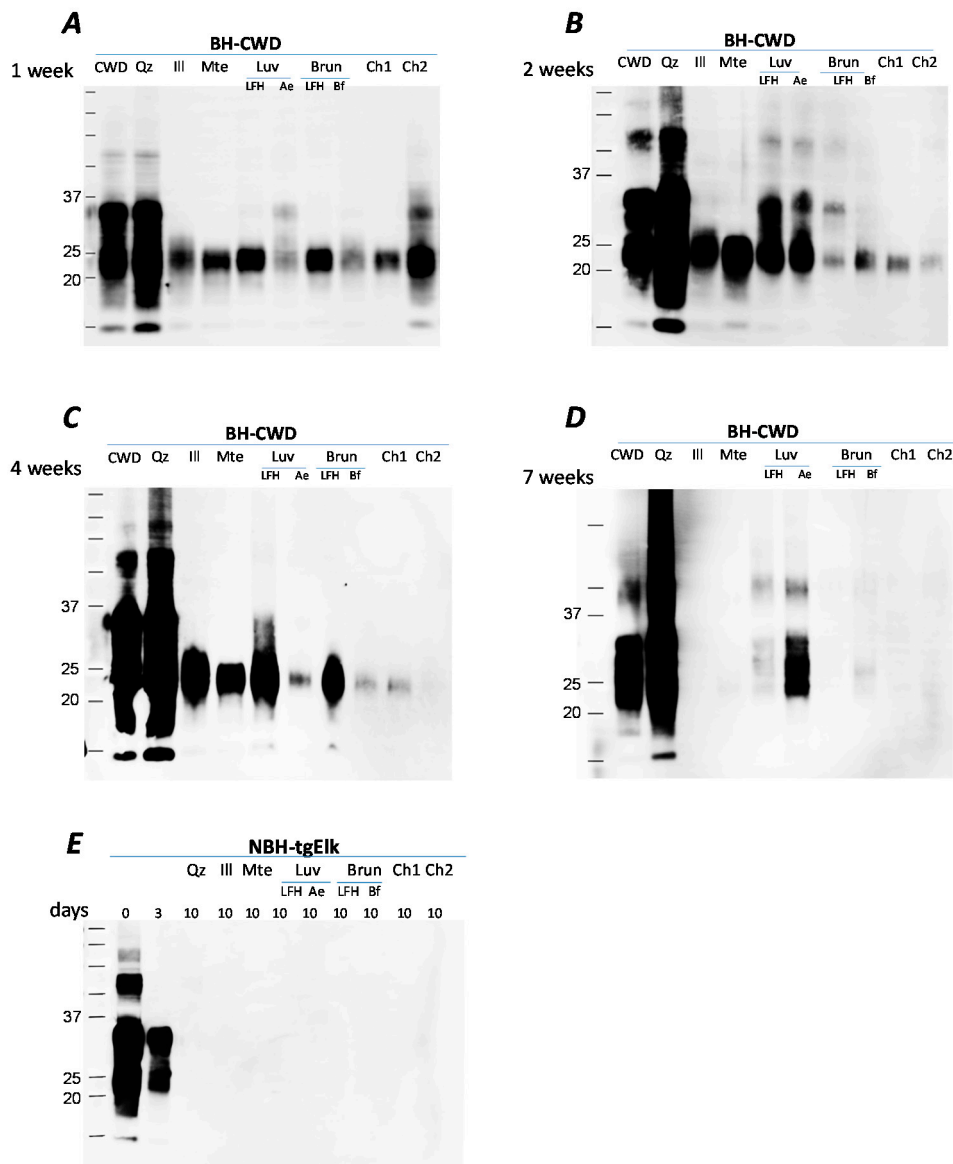 A
BH-CWD
1 week
CWD Qz Ill Mte Luv Brun Ch1 Ch2
LFH Ae LFH Bf
37
25
20
B
BH-CWD
2 weeks
CWD Qz Ill Mte Luv Brun Ch1 Ch2
LFH Ae LFH Bf
37
25
20
C
BH-CWD
4 weeks
CWD Qz Ill Mte Luv Brun Ch1 Ch2
LFH Ae LFH Bf
37
25
20
D
BH-CWD
7 weeks
CWD Qz Ill Mte Luv Brun Ch1 Ch2
LFH Ae LFH Bf
37
25
20
E
NBH-tgElk
Qz Ill Mte Luv Brun Ch1 Ch2
LFH Ae LFH Bf
days 0 3 10 10 10 10 10 10 10 10 10
37
25
20